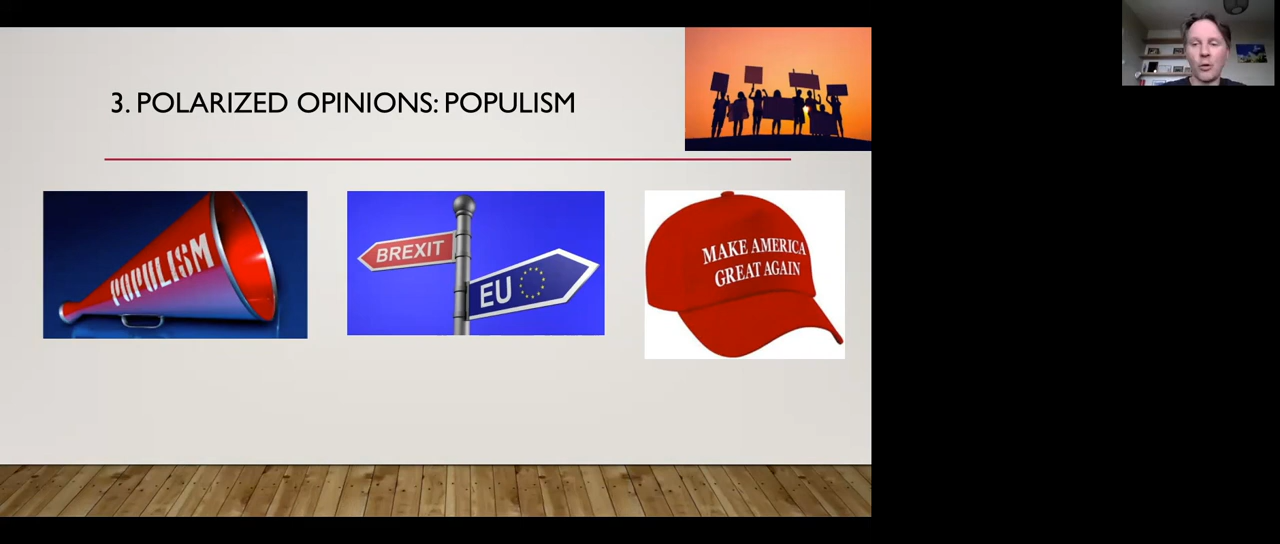 3. POLARIZED OPINIONS: POPULISM
POPULISM
BREXIT
EU
MAKE AMERICA
GREAT AGAIN